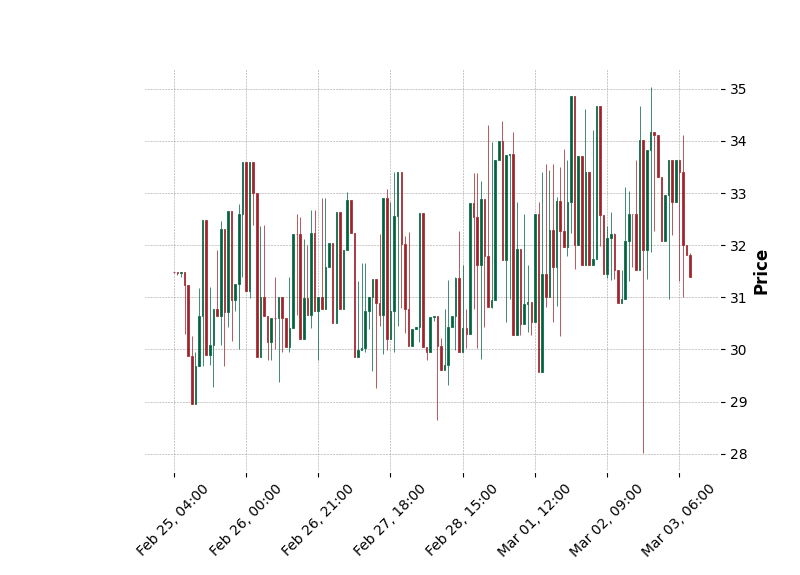 35
34
33
32
31
30
29
28
Price
Feb 25, 04:00
Feb 26, 00:00
Feb 26, 21:00
Feb 27, 18:00
Feb 28, 15:00
Mar 01, 12:00
Mar 02, 09:00
Mar 03, 06:00